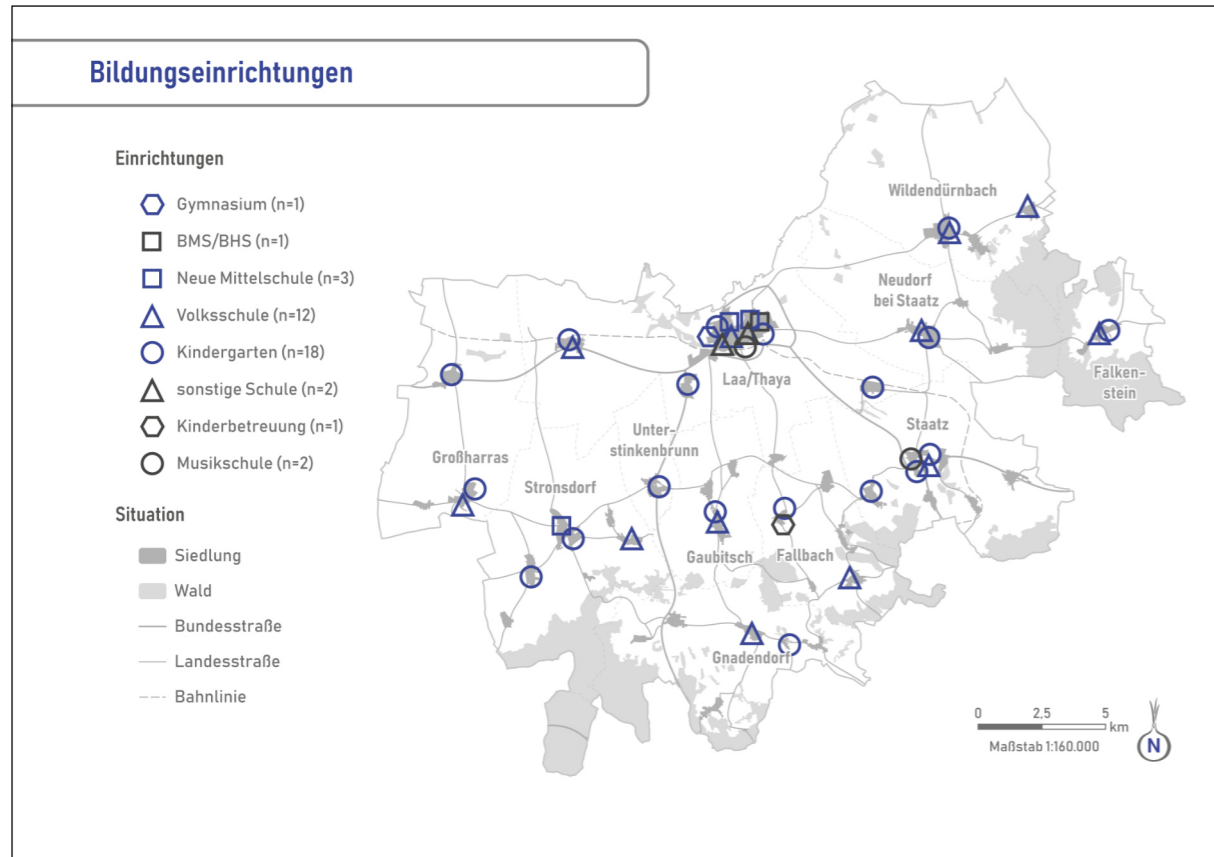 Bildungseinrichtungen
Einrichtungen
Gymnasium (n=1)
BMS/BHS (n=1)
Neue Mittelschule (n=3)
Volksschule (n=12)
Kindergarten (n=18)
sonstige Schule (n=2)
Kinderbetreuung (n=1)
Musikschule (n=2)
Situation
Siedlung
Wald
Bundesstraße
Landesstraße
Bahnlinie
Wildendürnbach
Neudorf
bei Staatz
Laa/Thaya
Falken-
stein
Staatz
Unter-
stinkenbrunn
Großharras
Stronsdorf
Gaubitsch
Fallbach
Gnadendorf
0 2,5 5
km
Maßstab 1:160.000
N